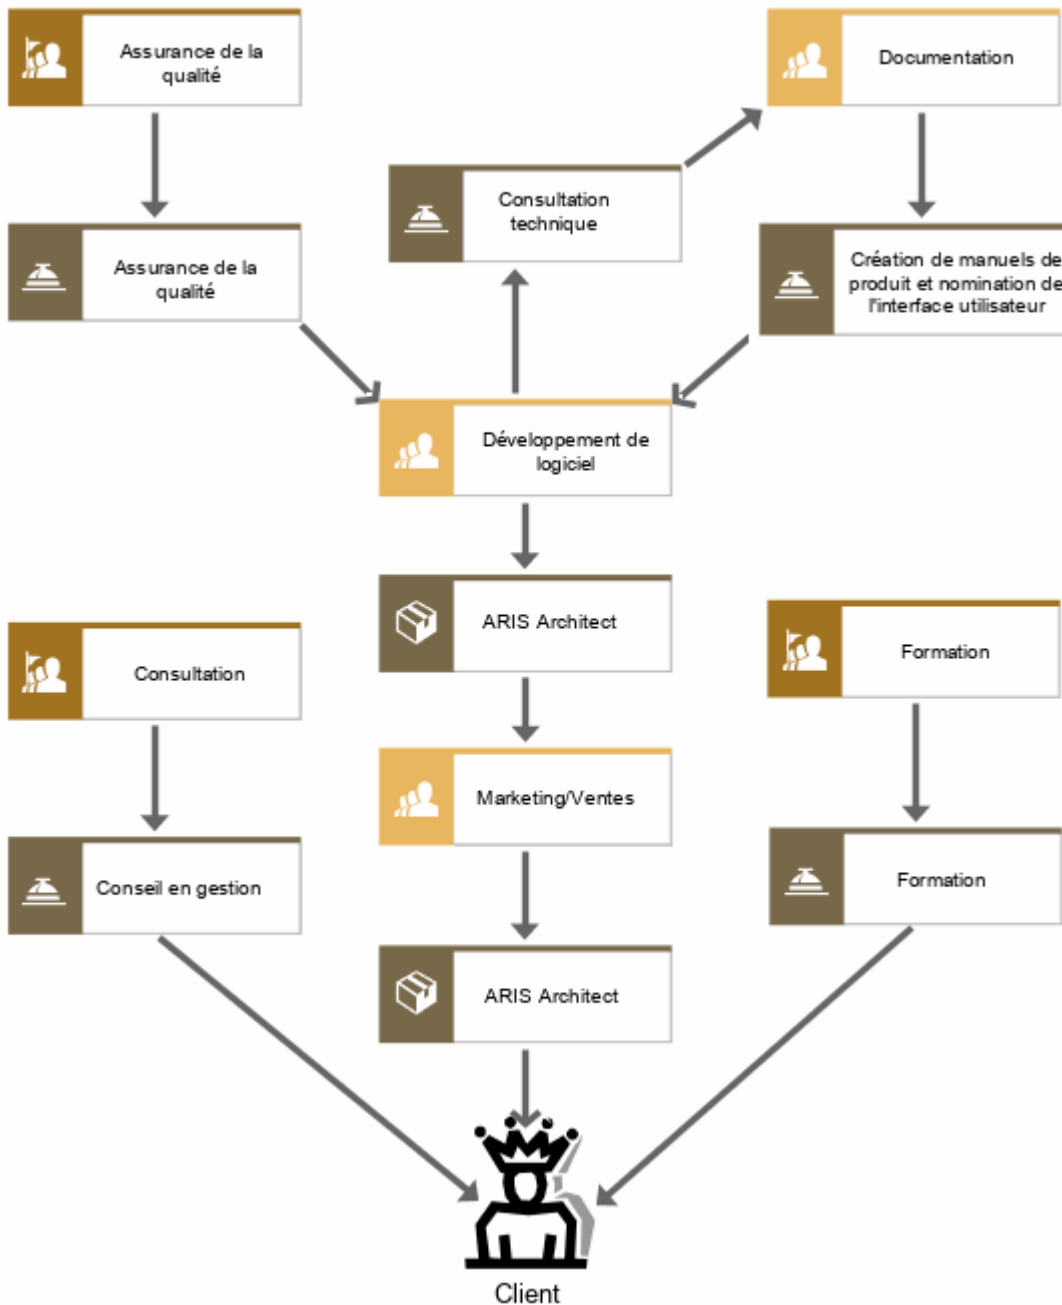 Assurance de la
qualité
Documentation
Consultation
technique
Assurance de la
qualité
Création de manuels de
produit et nomination de
l'interface utilisateur
Développement de
logiciel
ARIS Architect
Consultation
Formation
Marketing/Ventes
Conseil en gestion
Formation
ARIS Architect
Client